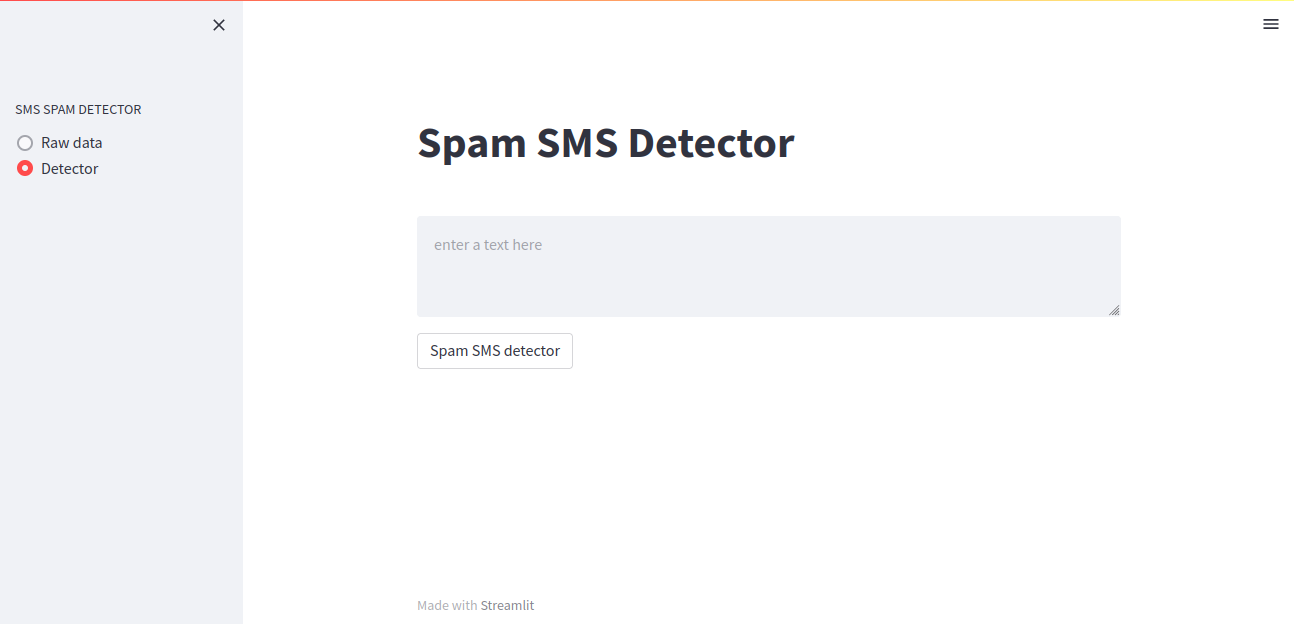 SMS SPAM DETECTOR
Raw data
Detector
Spam SMS Detector
enter a text here
Spam SMS detector
Made with Streamlit